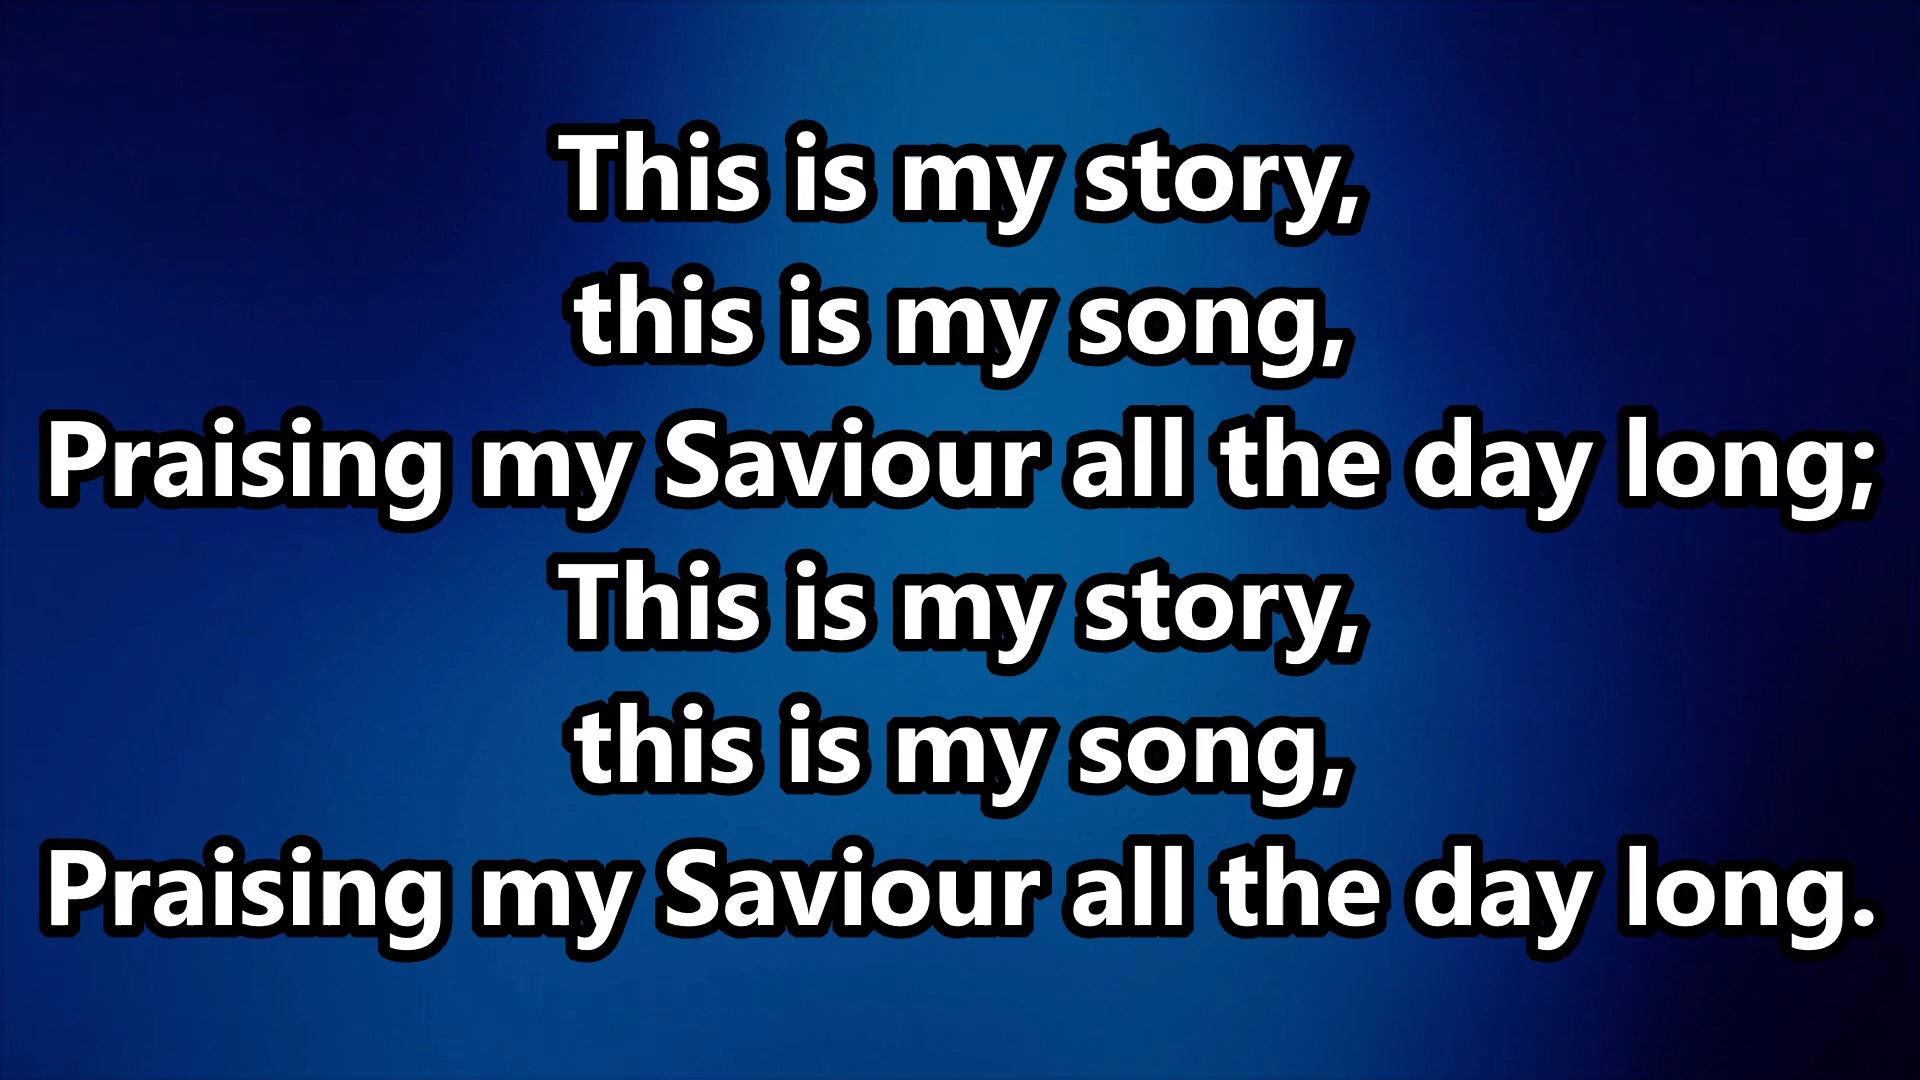 This is my story,
this is my song,
Praising my Saviour all the day long;
This is my story,
this is my song,
Praising my Saviour all the day long.